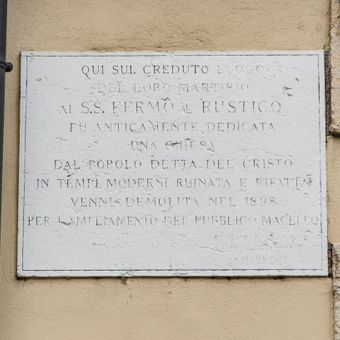 QUI SUL CREDUTO LUOGO
DEL LORO MARTIRIO
AI S.S. FERMO E RUSTICO
FU ANTICAMENTE DEDICATA
UNA CHIESA
DAL POPOLO DETTA DEL CRISTO
IN TEMPI MODERNI RUINATA E RIFATTA
VENNE DEMOLITA NEL 1898
PER L'AMPLIAMENTO DEL PUBBLICO MACELLO